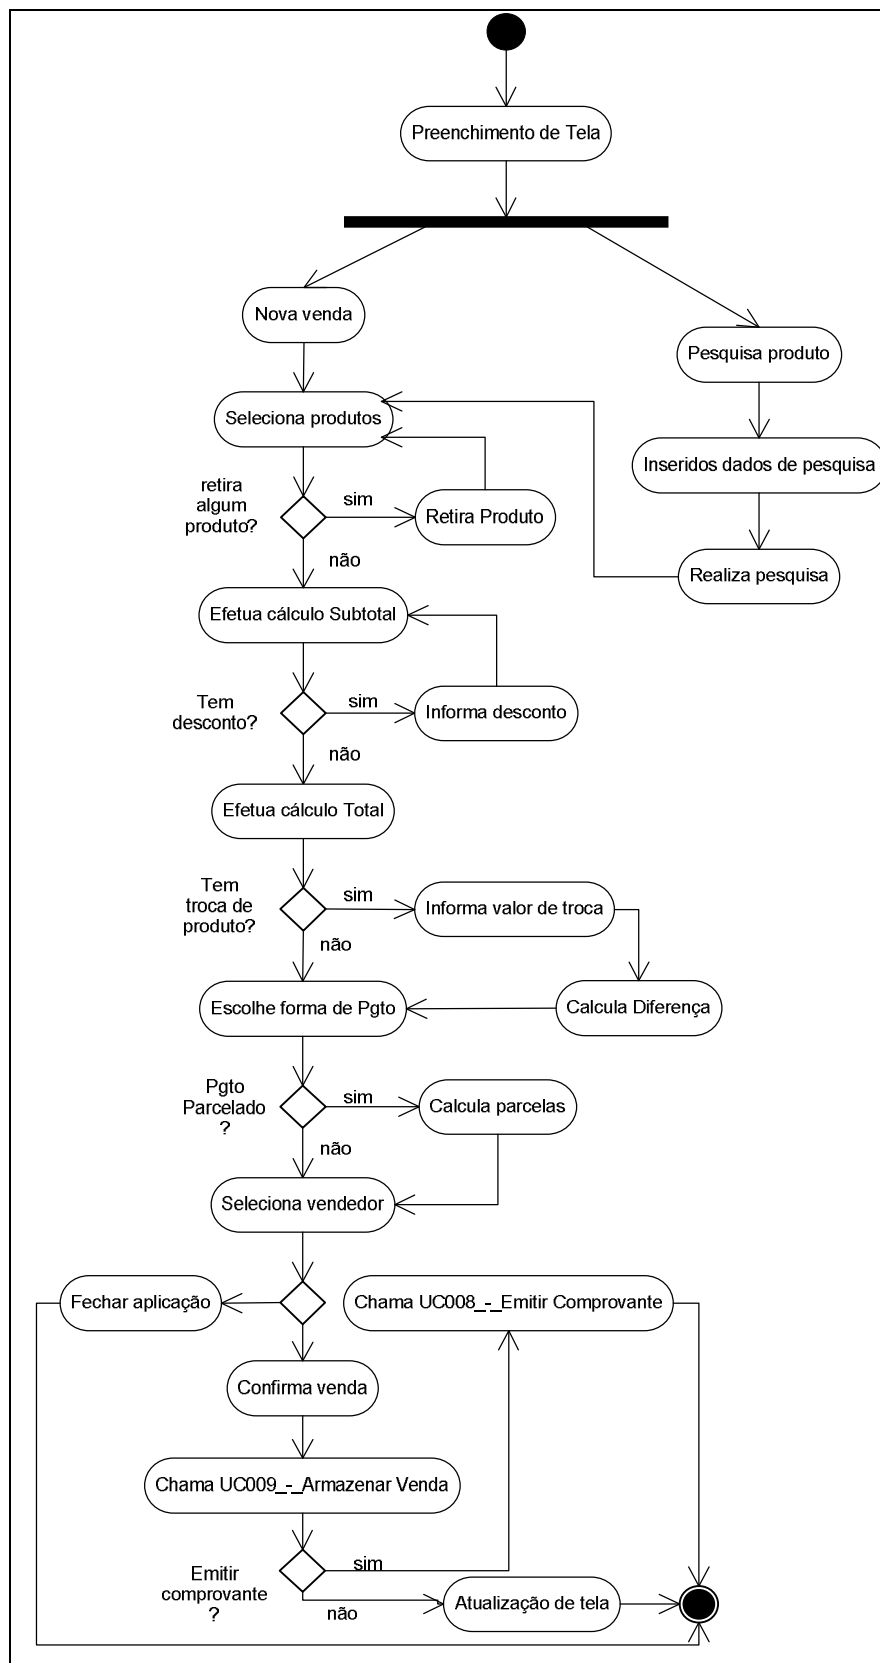 Preenchimento de Tela
Nova venda
Pesquisa produto
Seleciona produtos
Inseridos dados de pesquisa
retira
algum
produto?
sim
Retira Produto
não
Realiza pesquisa
Efetua cálculo Subtotal
Tem
desconto?
sim
Informa desconto
não
Efetua cálculo Total
Tem
troca de
produto?
sim
Informa valor de troca
não
Escolhe forma de Pgto
Calcula Diferença
Pgto
Parcelado
?
sim
Calcula parcelas
não
Seleciona vendedor
Fechar aplicação
Chama UC008_-_Emitir Comprovante
Confirma venda
Chama UC009_-_Armazenar Venda
Emitir
comprovante
?
sim
não
Atualização de tela